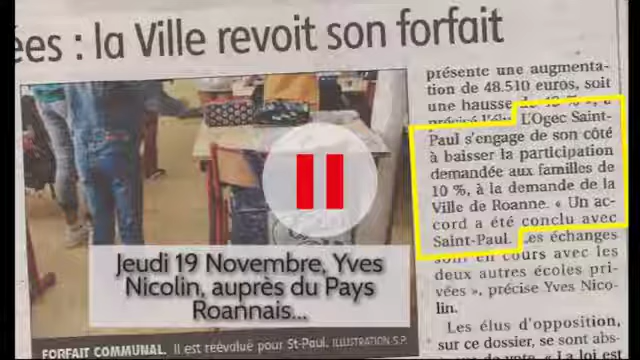 ées : la Ville revoit son forfait
présente une augmenta-
tion de 48.510 euros, soit
une hausse de
L'Ogec Saint-
Paul s'engage de son côté
à baisser la participation
demandée aux familles de
10 %, à la demande de la
Ville de Roanne. « Un ac-
cord a été conclu avec
Saint-Paul. Les échanges
sont en cours avec les
deux autres écoles pri-
vées », précise Yves Nico-
lin.
Les élus d'opposition,
sur ce dossier, se sont abs-
Jeudi 19 Novembre, Yves
Nicolin, auprès du Pays
Roannais...
FORFAIT COMMUNAL. Il est réévalué pour St-Paul. ILLUSTRATION S.P.